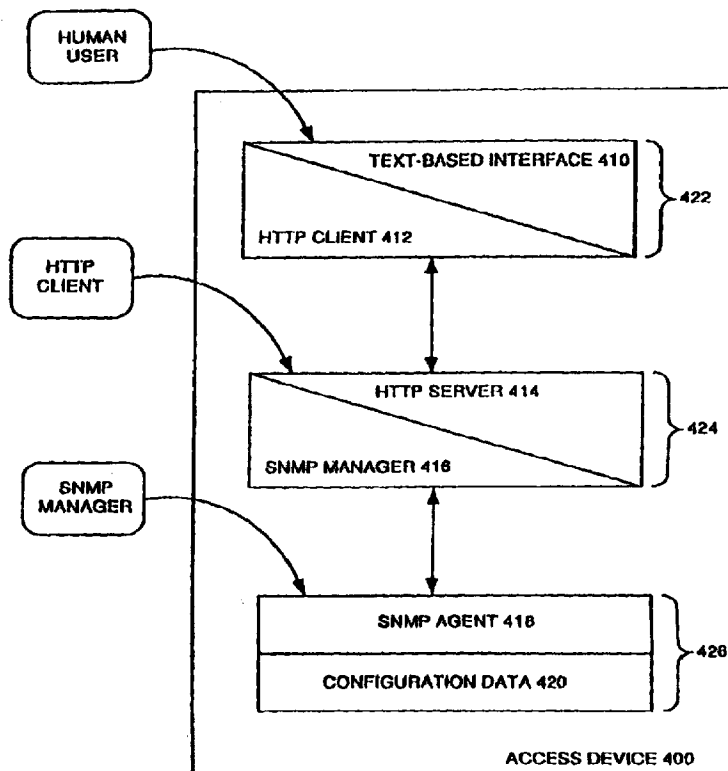 HUMAN
USER
TEXT-BASED INTERFACE 410
HTTP CLIENT 412
422
HTTP
CLIENT
HTTP SERVER 414
SNMP MANAGER 416
424
SNMP
MANAGER
SNMP AGENT 418
CONFIGURATION DATA 420
426
ACCESS DEVICE 400